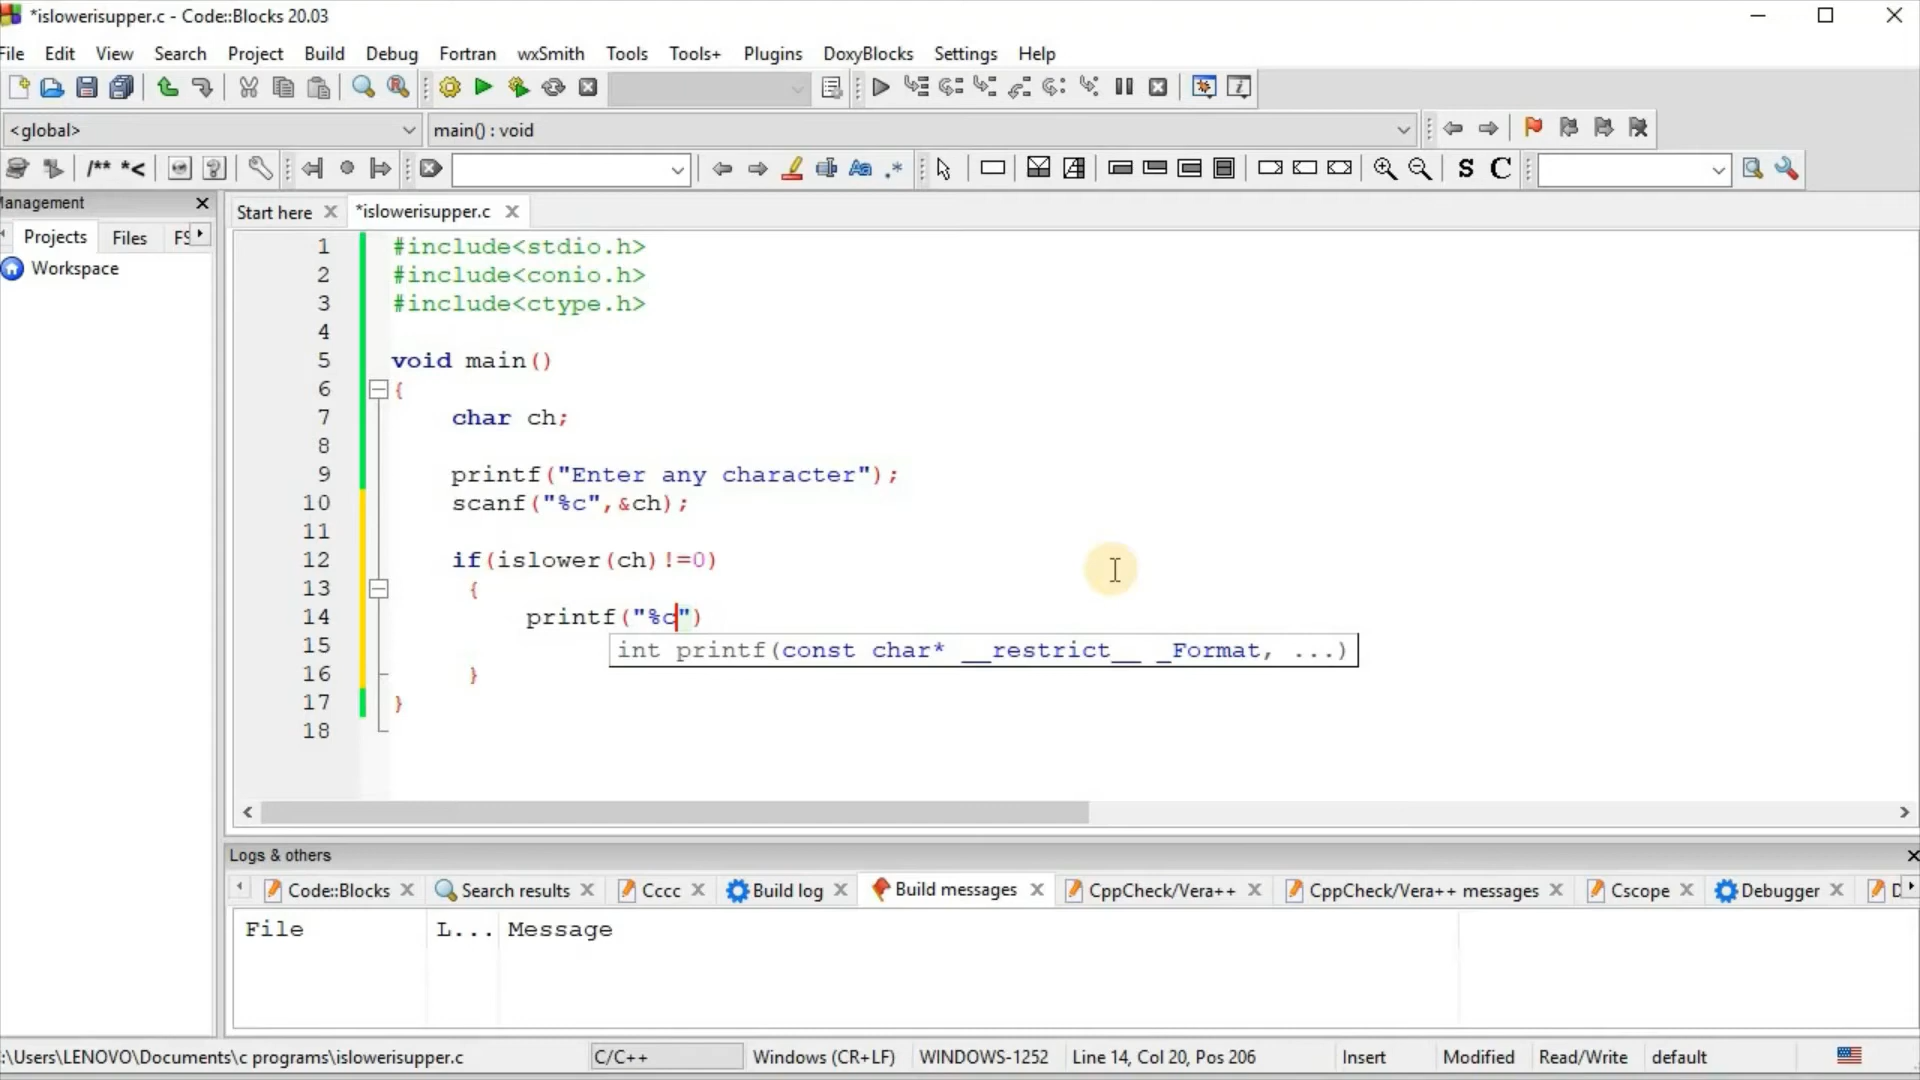 *islowerisupper.c - Code::Blocks 20.03
File Edit View Search Project Build Debug Fortran wxSmith Tools Tools+ Plugins DoxyBlocks Settings Help
<global> main() : void
/** *< Aa .* S C
Management
Start here *islowerisupper.c
Projects Files FS
Workspace
1 #include<stdio.h>
2 #include<conio.h>
3 #include<ctype.h>
4
5 void main()
6 {
7 char ch;
8
9 printf("Enter any character");
10 scanf("%c",&ch);
11
12 if(islower(ch)!=0)
13 {
14 printf("%c")
int printf(const char* __restrict__ _Format, ...)
15
16 }
17 }
18
Logs & others
Code::Blocks Search results Cccc Build log Build messages CppCheck/Vera++ CppCheck/Vera++ messages Cscope Debugger D
File L... Message
:\Users\LENOVO\Documents\c programs\islowerisupper.c C/C++ Windows (CR+LF) WINDOWS-1252 Line 14, Col 20, Pos 206 Insert Modified Read/Write default